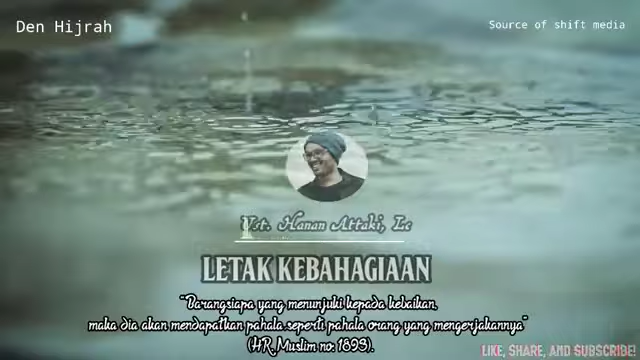 Den Hijrah
Source of shift media
Ust. Hanan Attaki, Lc
LETAK KEBAHAGIAAN
"Barangsiapa yang menunjuki kepada kebaikan,
maka dia akan mendapatkan pahala seperti pahala orang yang mengerjakannya"
(HR. Muslim no. 1893).
LIKE, SHARE, AND SUBSCRIBE!